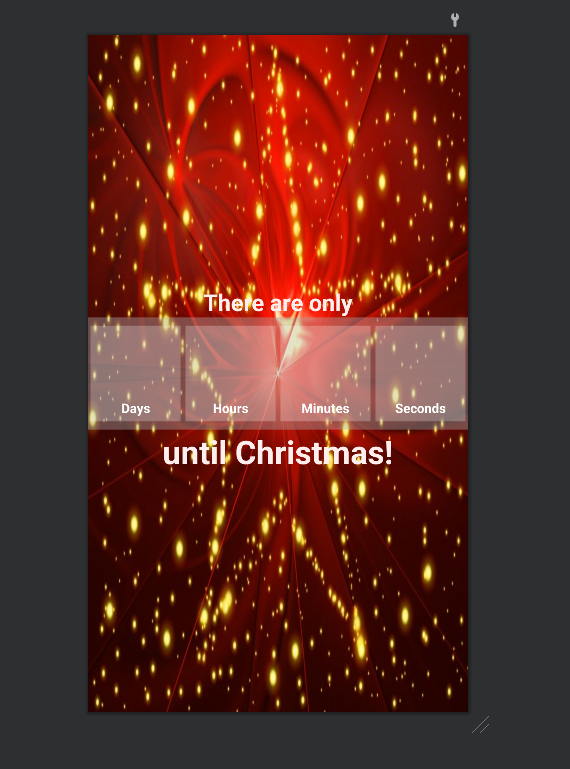 There are only
Days Hours Minutes Seconds
until Christmas!